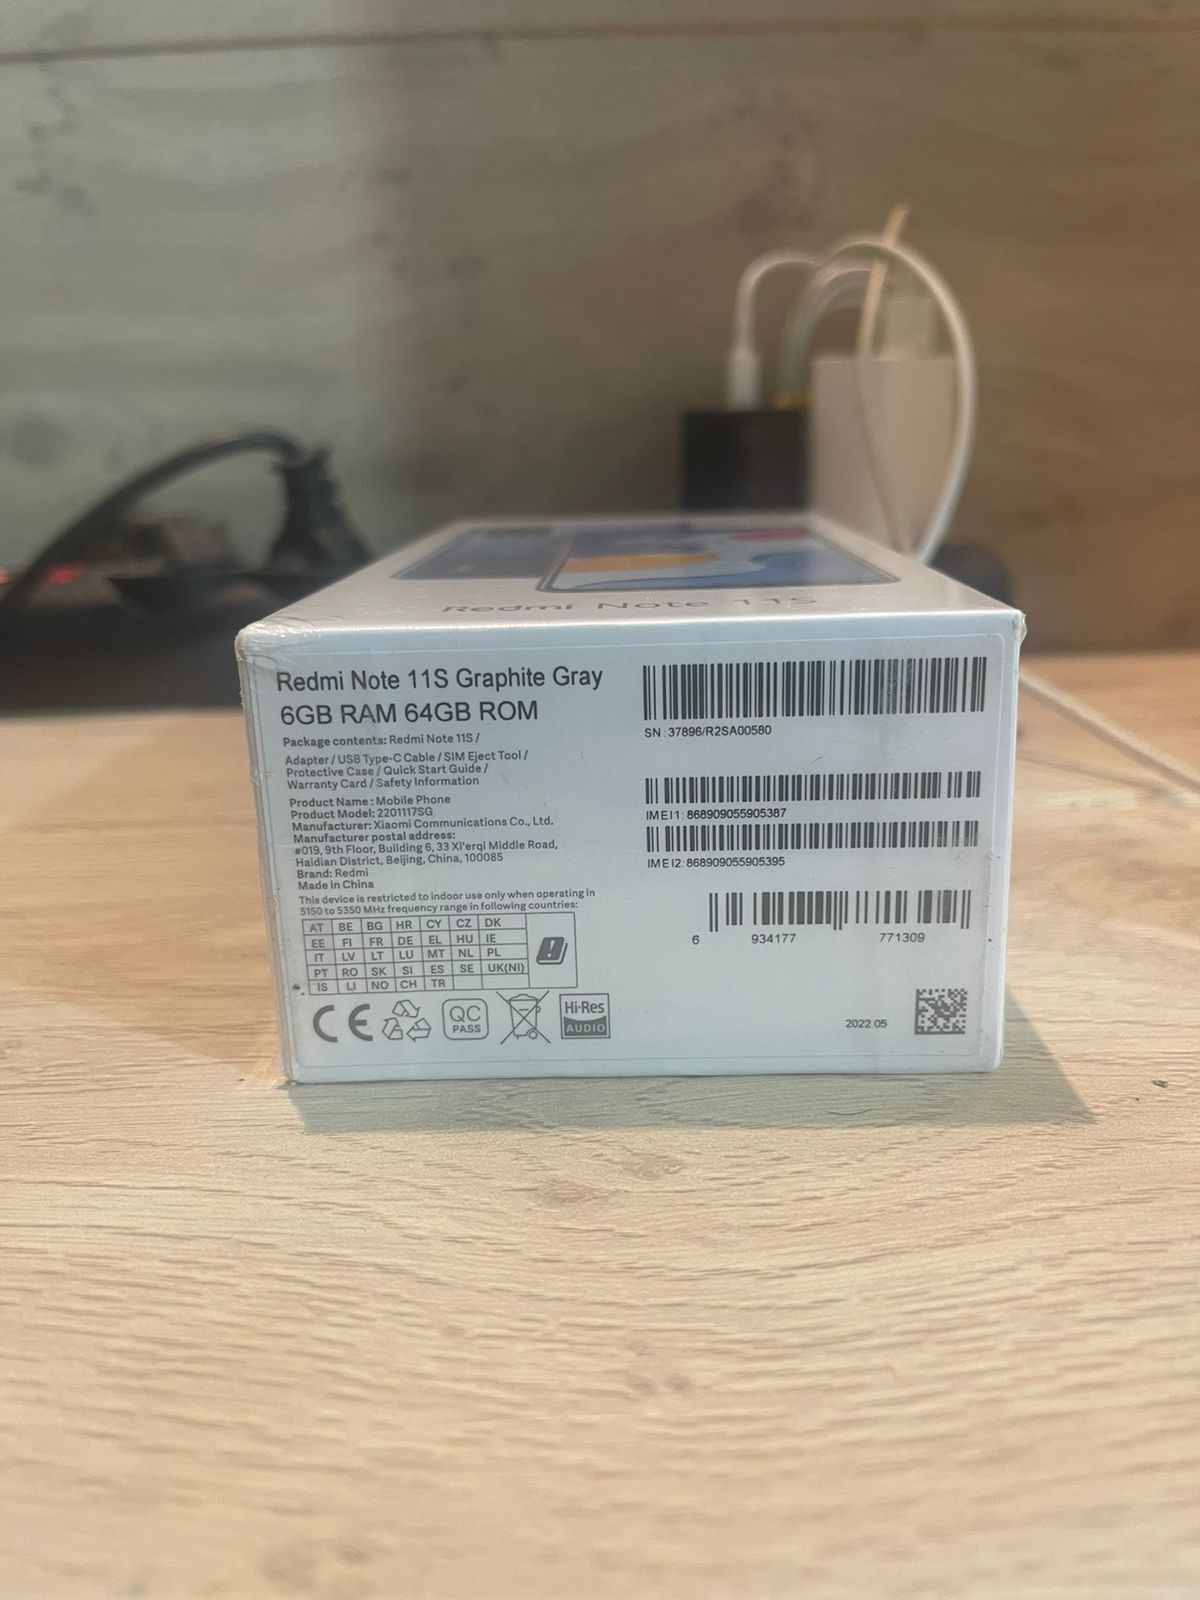 Redmi Note 11S
Redmi Note 11S Graphite Gray
6GB RAM 64GB ROM
Package contents: Redmi Note 11S /
Adapter / USB Type-C Cable / SIM Eject Tool /
Protective Case / Quick Start Guide /
Warranty Card / Safety Information
Product Name : Mobile Phone
Product Model: 2201117SG
Manufacturer: Xiaomi Communications Co., Ltd.
Manufacturer postal address:
#019, 9th Floor, Building 6, 33 Xi'erqi Middle Road,
Haidian District, Beijing, China, 100085
Brand: Redmi
Made in China
This device is restricted to indoor use only when operating in
5150 to 5350 MHz frequency range in following countries:
AT BE BG HR CY CZ DK
EE FI FR DE EL HU IE
IT LV LT LU MT NL PL
PT RO SK SI ES SE UK(NI)
IS LI NO CH TR
CE
QC
PASS
Hi-Res
AUDIO
SN : 37896/R2SA00580
IMEI1: 868909055905387
IMEI2: 868909055905395
6 934177 771309
2022.05